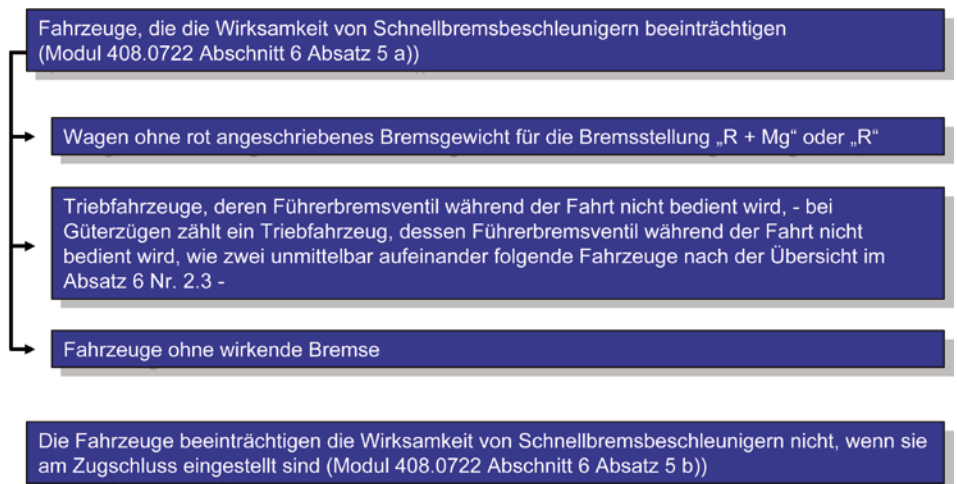 Fahrzeuge, die die Wirksamkeit von Schnellbremsbeschleunigern beeinträchtigen
(Modul 408.0722 Abschnitt 6 Absatz 5 a))
Wagen ohne rot angeschriebenes Bremsgewicht für die Bremsstellung „R + Mg“ oder „R“
Triebfahrzeuge, deren Führerbremsventil während der Fahrt nicht bedient wird, - bei
Güterzügen zählt ein Triebfahrzeug, dessen Führerbremsventil während der Fahrt nicht
bedient wird, wie zwei unmittelbar aufeinander folgende Fahrzeuge nach der Übersicht im
Absatz 6 Nr. 2.3 -
Fahrzeuge ohne wirkende Bremse
Die Fahrzeuge beeinträchtigen die Wirksamkeit von Schnellbremsbeschleunigern nicht, wenn sie
am Zugschluss eingestellt sind (Modul 408.0722 Abschnitt 6 Absatz 5 b))